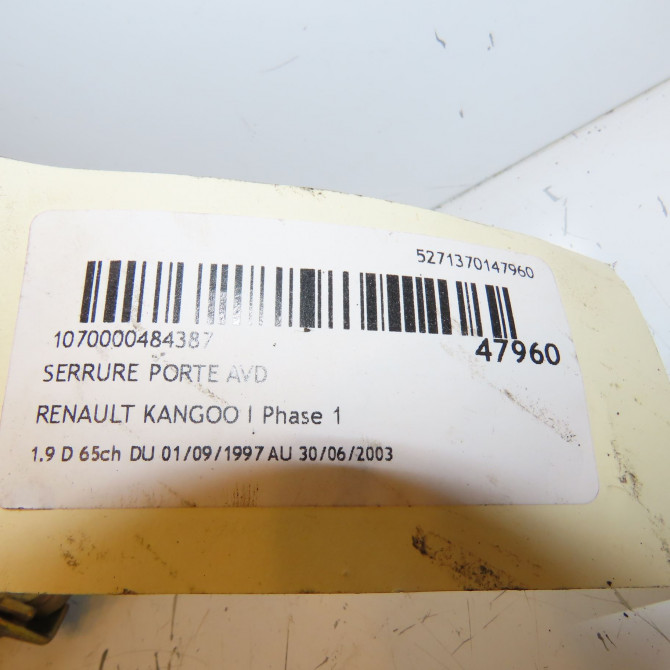 5271370147960
1070000484387
47960
SERRURE PORTE AVD
RENAULT KANGOO I Phase 1
1.9 D 65ch DU 01/09/1997 AU 30/06/2003